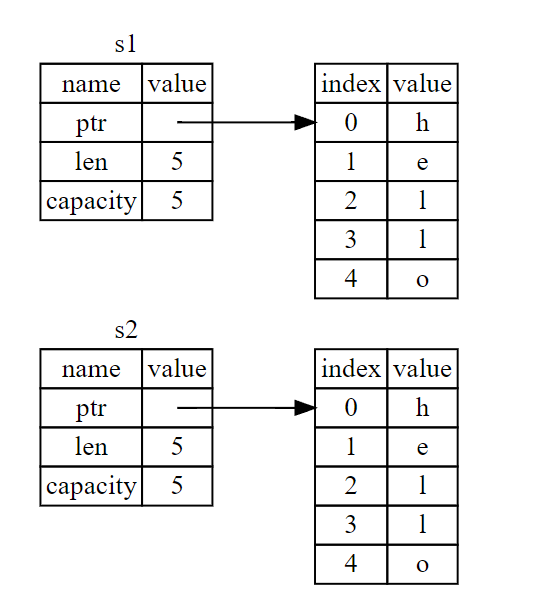 s1
name value
ptr
len 5
capacity 5
index value
0 h
1 e
2 l
3 l
4 o
s2
name value
ptr
len 5
capacity 5
index value
0 h
1 e
2 l
3 l
4 o